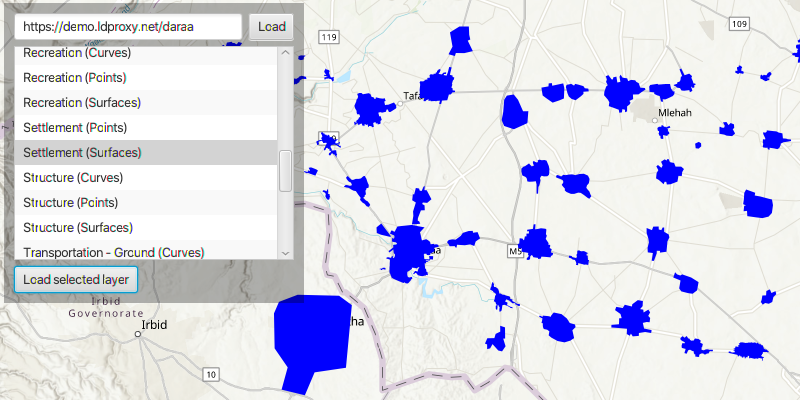 https://demo.ldproxy.net/daraa
Load
Recreation (Curves)
Recreation (Points)
Recreation (Surfaces)
Settlement (Points)
Settlement (Surfaces)
Structure (Curves)
Structure (Points)
Structure (Surfaces)
Transportation - Ground (Curves)
Load selected layer
119
109
Tafa
Mlehah
M5
Irbid
Governorate
Irbid
ha
10